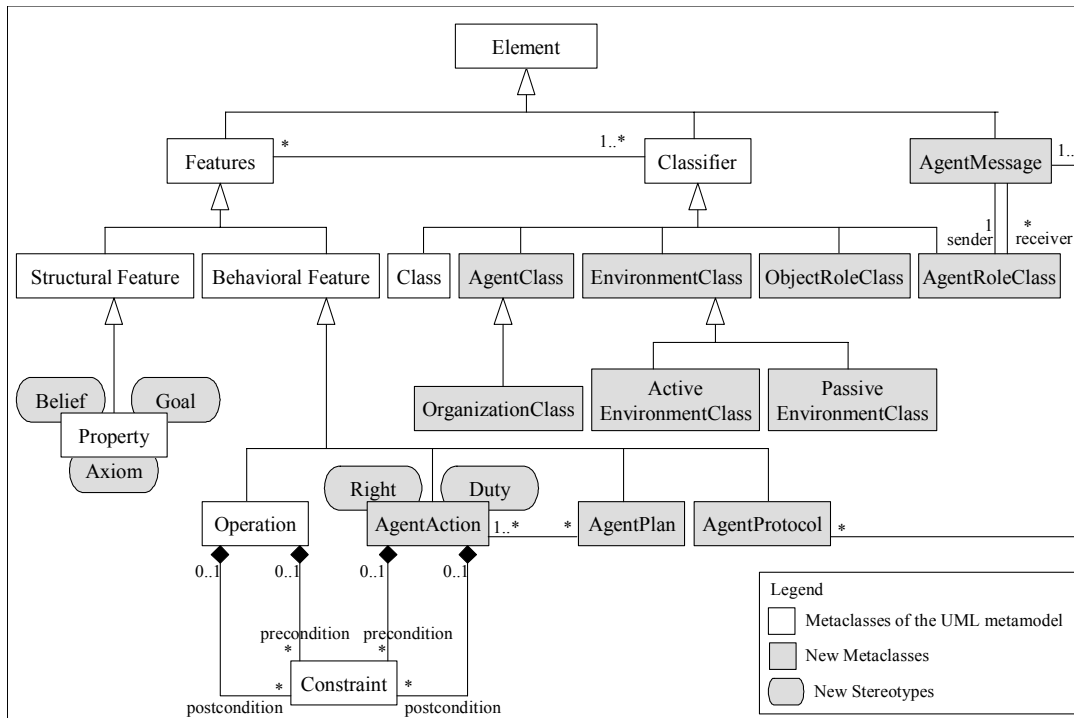 Element
Features
*
1..*
Classifier
AgentMessage
1..
1
sender
*
receiver
Structural Feature
Behavioral Feature
Class
AgentClass
EnvironmentClass
ObjectRoleClass
AgentRoleClass
Belief
Goal
Property
Axiom
OrganizationClass
Active
EnvironmentClass
Passive
EnvironmentClass
Right
Duty
Operation
AgentAction
1..*
*
AgentPlan
AgentProtocol
*
0..1
0..1
0..1
0..1
precondition
precondition
*
*
Constraint
*
*
postcondition
postcondition
Legend
Metaclasses of the UML metamodel
New Metaclasses
New Stereotypes